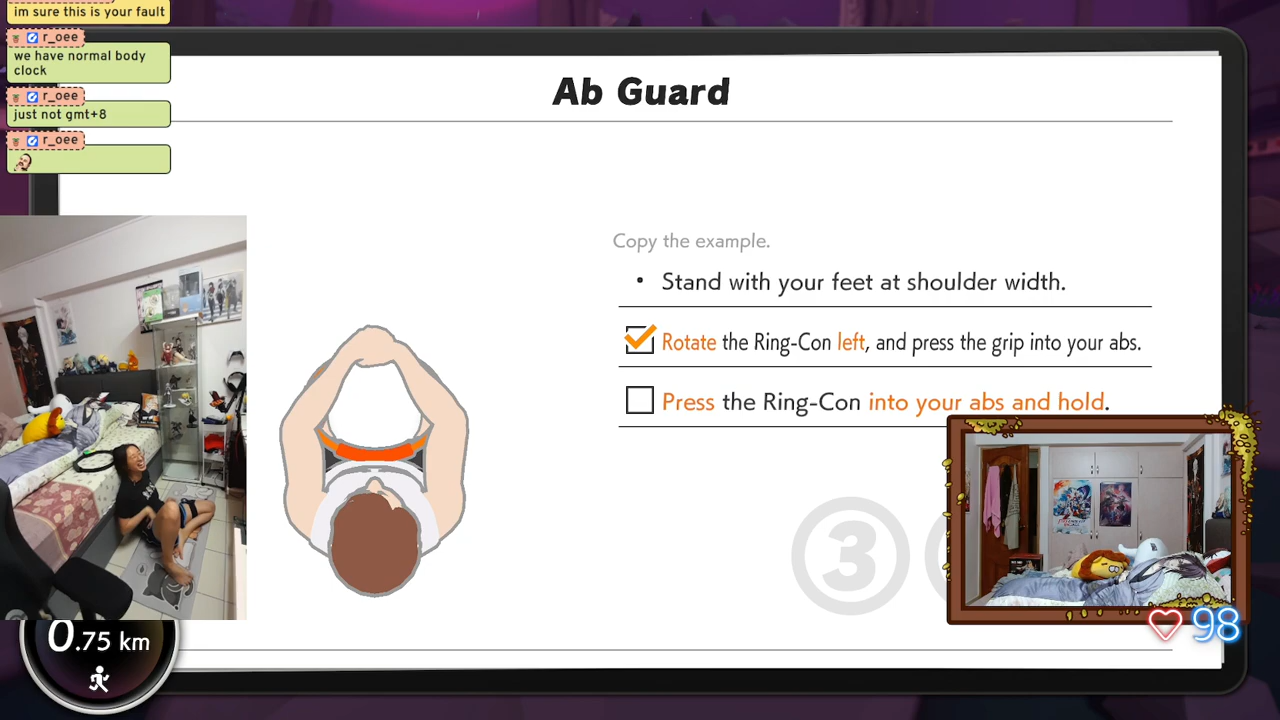 im sure this is your fault
r_oee
we have normal body
clock
r_oee
just not gmt+8
r_oee
Ab Guard
Copy the example.
• Stand with your feet at shoulder width.
Rotate the Ring-Con left, and press the grip into your abs.
Press the Ring-Con into your abs and hold.
3
98
0.75 km